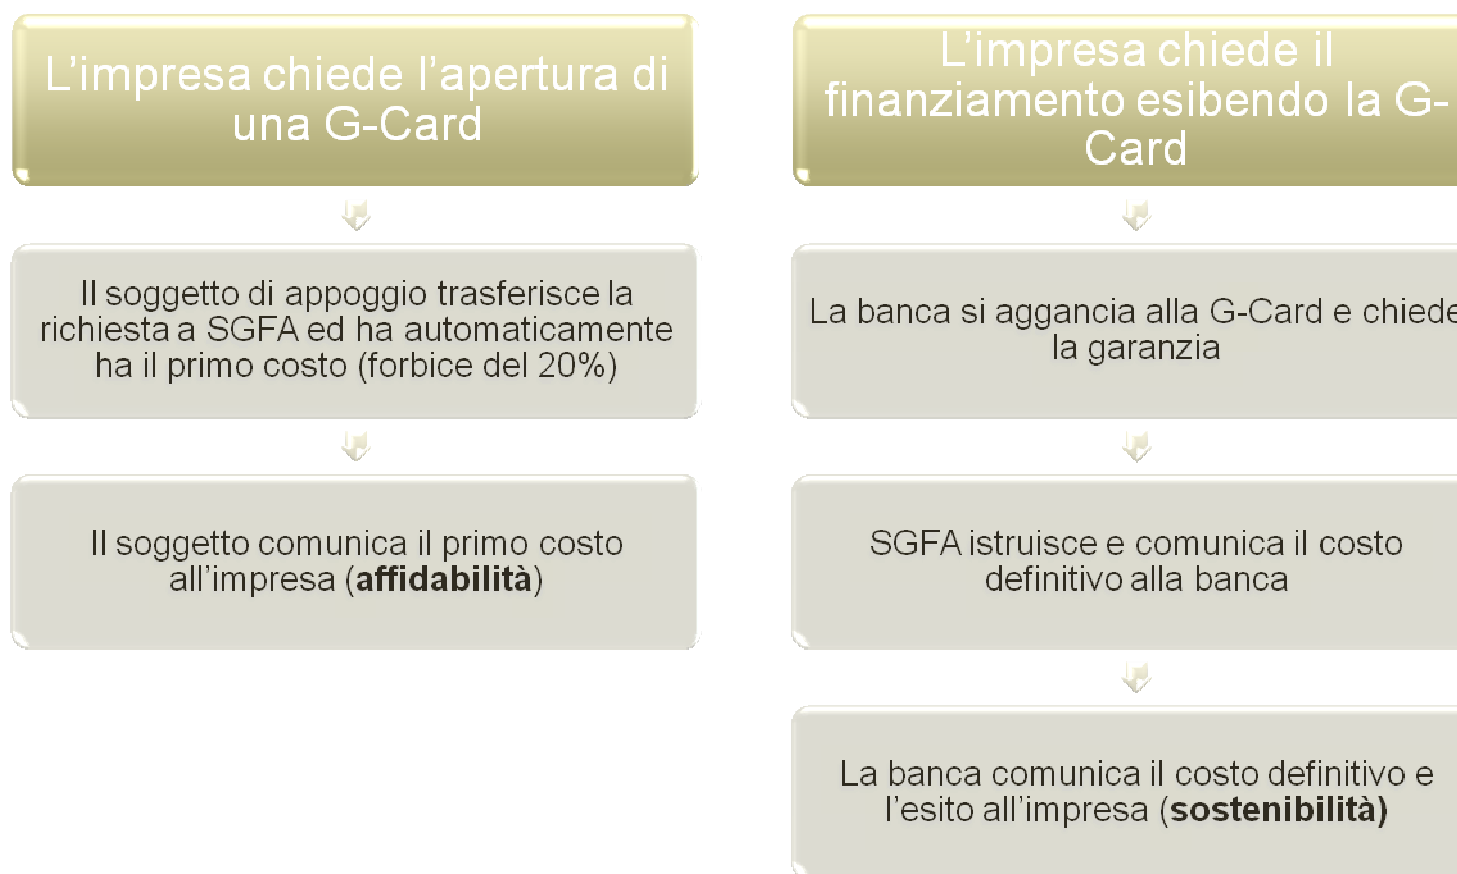 L’impresa chiede l’apertura di
una G-Card
Il soggetto di appoggio trasferisce la
richiesta a SGFA ed ha automaticamente
ha il primo costo (forbice del 20%)
Il soggetto comunica il primo costo
all’impresa (affidabilità)
L’impresa chiede il
finanziamento esibendo la G-
Card
La banca si aggancia alla G-Card e chiede
la garanzia
SGFA istruisce e comunica il costo
definitivo alla banca
La banca comunica il costo definitivo e
l’esito all’impresa (sostenibilità)